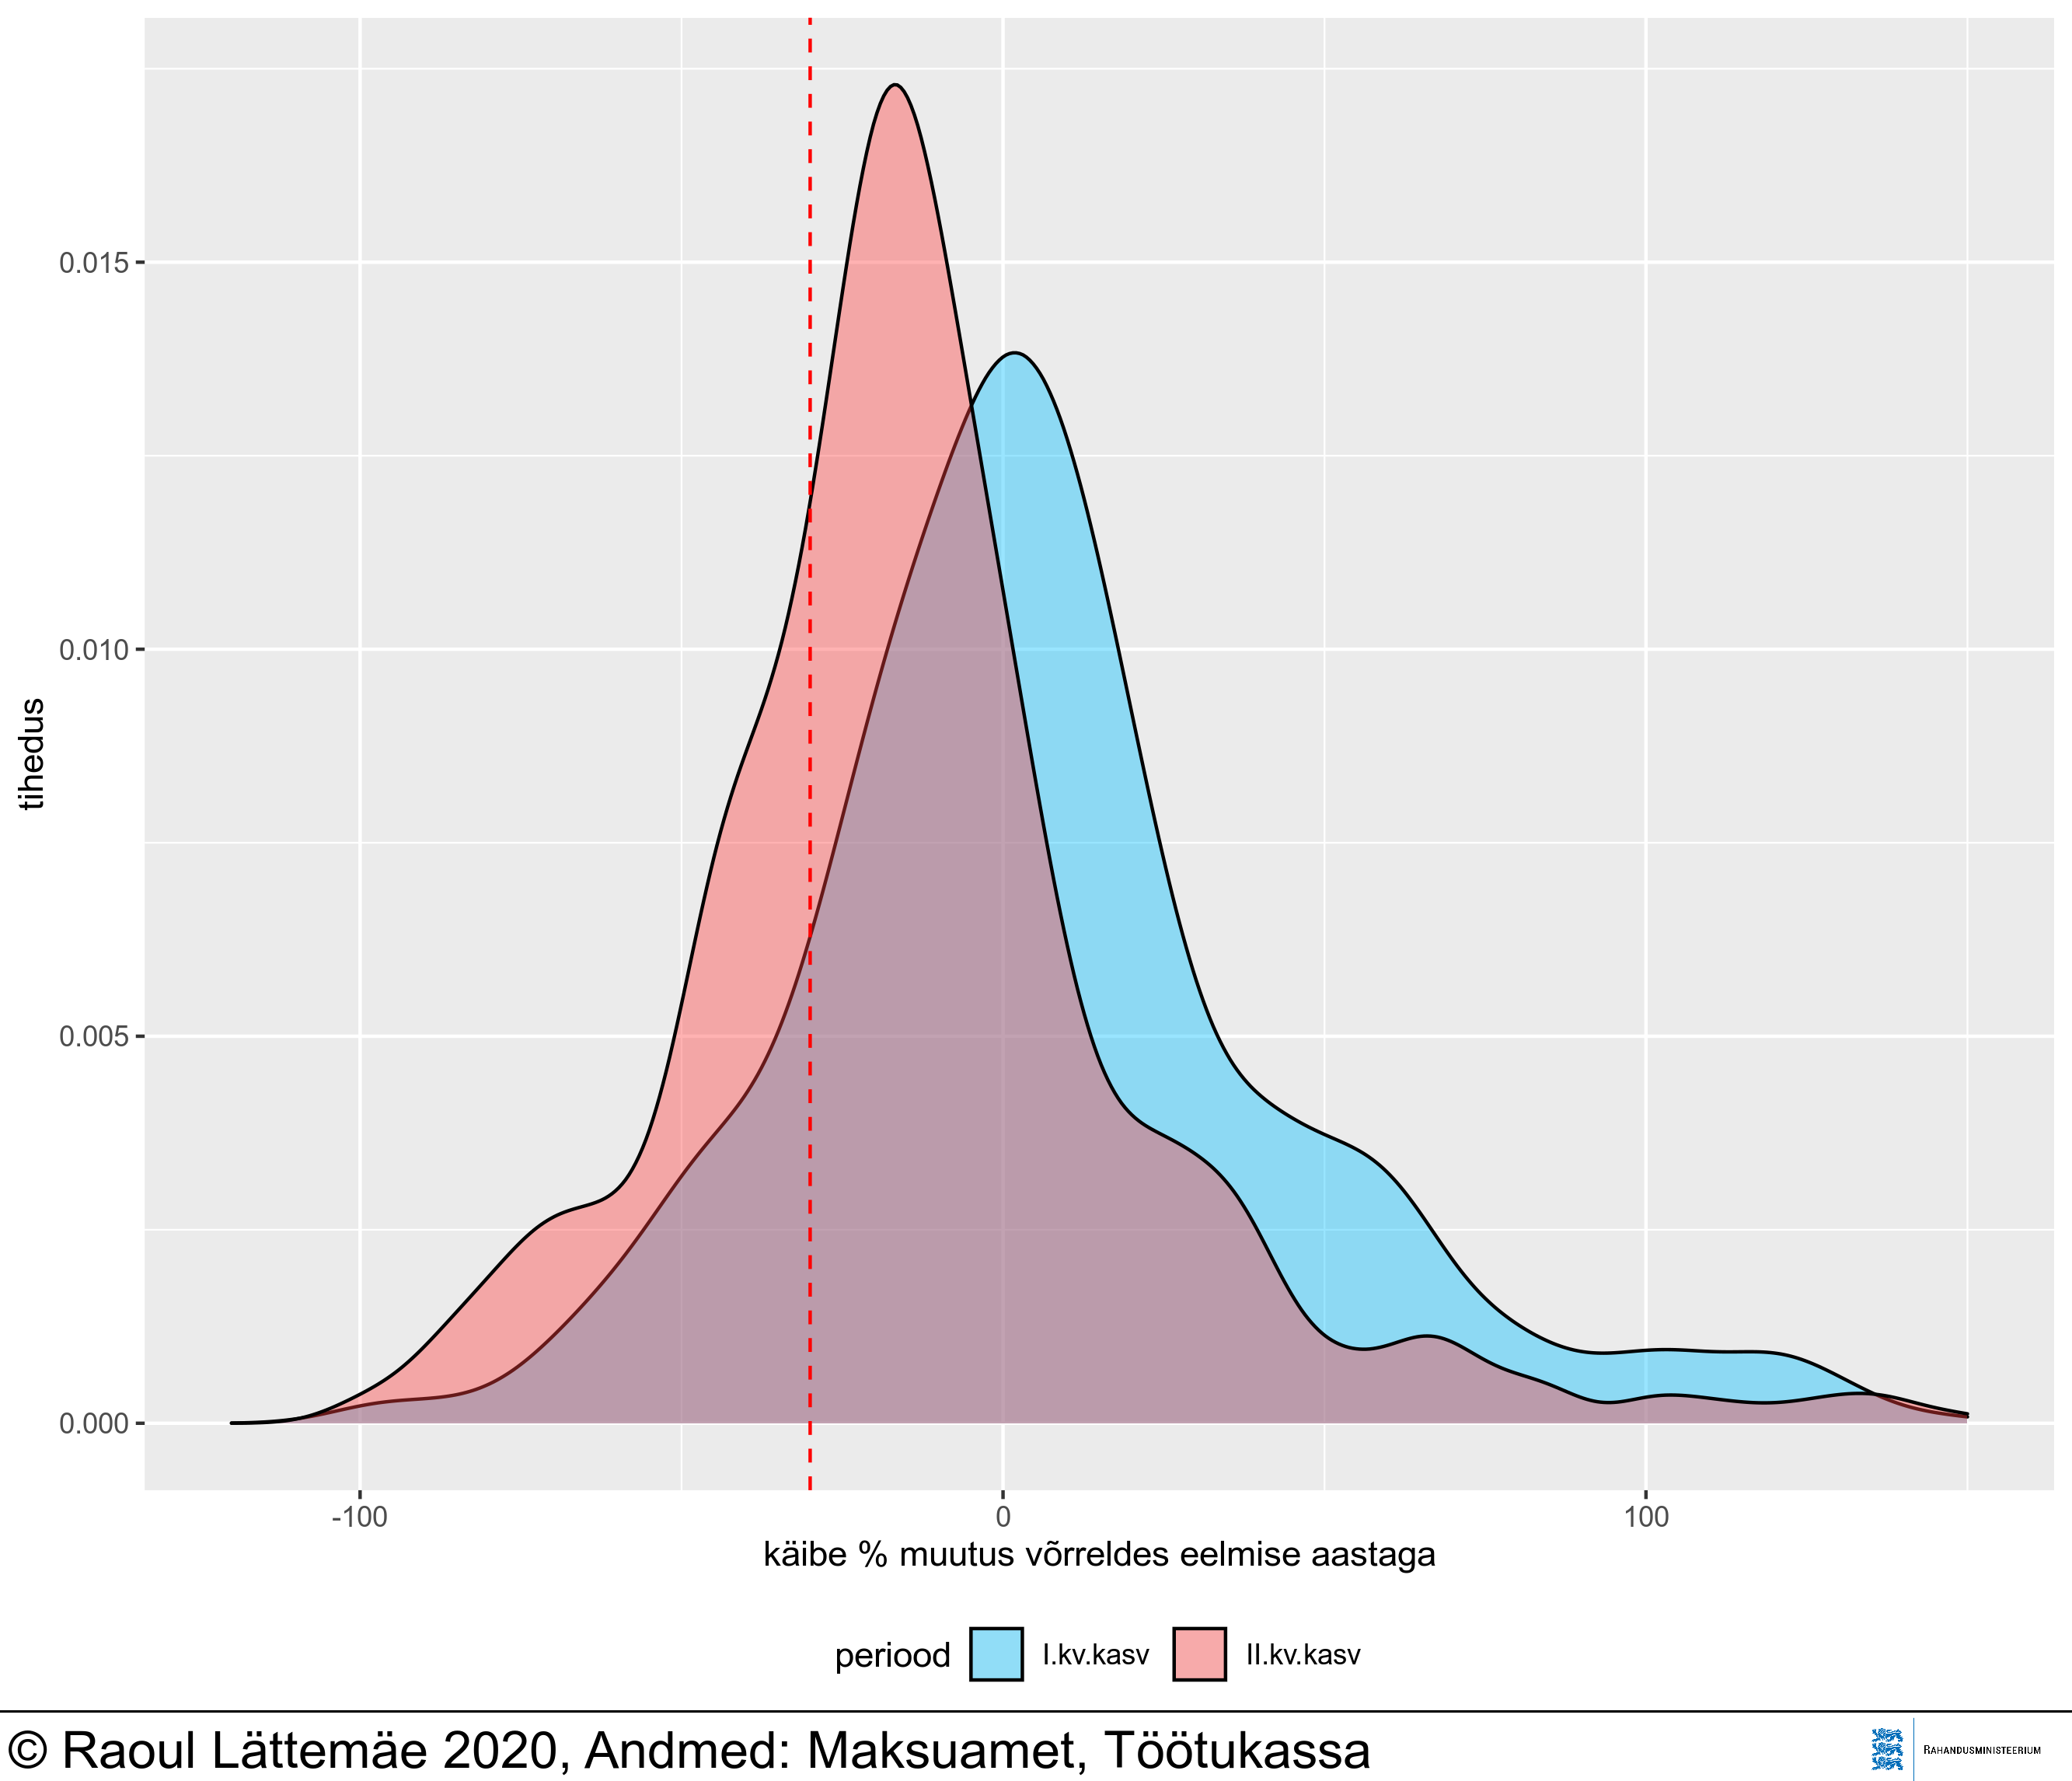 tihedus
0.015
0.010
0.005
0.000
-100 0 100
käibe % muutus võrreldes eelmise aastaga
periood I.kv.kasv II.kv.kasv
© Raoul Lättemäe 2020, Andmed: Maksuamet, Töötukassa
RAHANDUSMINISTEERIUM